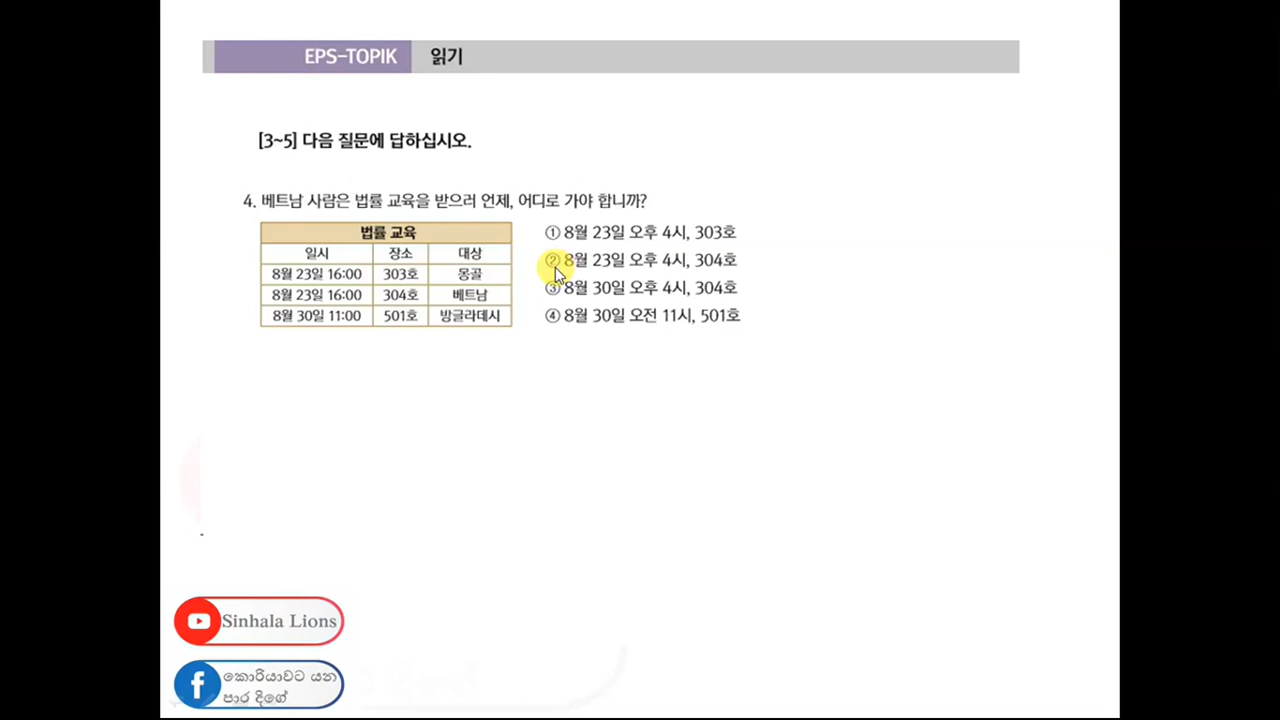 EPS-TOPIK 읽기
[3~5] 다음 질문에 답하십시오.
4. 베트남 사람은 법률 교육을 받으러 언제, 어디로 가야 합니까?
법률 교육
일시 장소 대상
8월 23일 16:00 303호 몽골
8월 23일 16:00 304호 베트남
8월 30일 11:00 501호 방글라데시
① 8월 23일 오후 4시, 303호
② 8월 23일 오후 4시, 304호
③ 8월 30일 오후 4시, 304호
④ 8월 30일 오전 11시, 501호
Sinhala Lions
කොරියාවට යන
පාර දිගේ